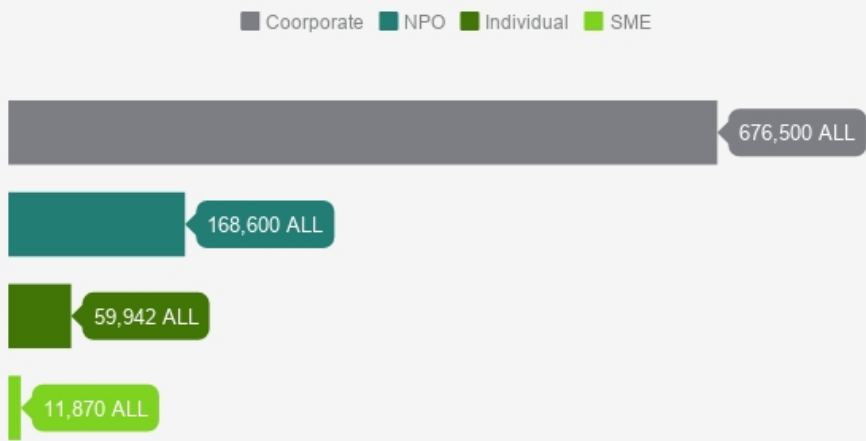 Coorporate NPO Individual SME
676,500 ALL
168,600 ALL
59,942 ALL
11,870 ALL